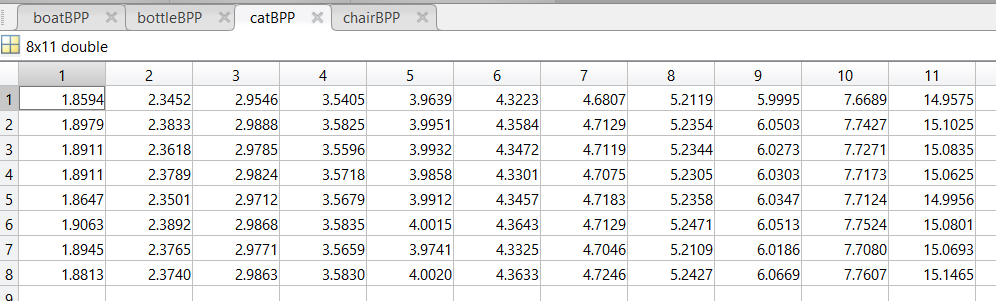 boatBPP bottleBPP catBPP chairBPP
8x11 double
1 2 3 4 5 6 7 8 9 10 11
1 1.8594 2.3452 2.9546 3.5405 3.9639 4.3223 4.6807 5.2119 5.9995 7.6689 14.9575
2 1.8979 2.3833 2.9888 3.5825 3.9951 4.3584 4.7129 5.2354 6.0503 7.7427 15.1025
3 1.8911 2.3618 2.9785 3.5596 3.9932 4.3472 4.7119 5.2344 6.0273 7.7271 15.0835
4 1.8911 2.3789 2.9824 3.5718 3.9858 4.3301 4.7075 5.2305 6.0303 7.7173 15.0625
5 1.8647 2.3501 2.9712 3.5679 3.9912 4.3457 4.7183 5.2358 6.0347 7.7124 14.9956
6 1.9063 2.3892 2.9868 3.5835 4.0015 4.3643 4.7129 5.2471 6.0513 7.7524 15.0801
7 1.8945 2.3765 2.9771 3.5659 3.9741 4.3325 4.7046 5.2109 6.0186 7.7080 15.0693
8 1.8813 2.3740 2.9863 3.5830 4.0020 4.3633 4.7246 5.2427 6.0669 7.7607 15.1465
9